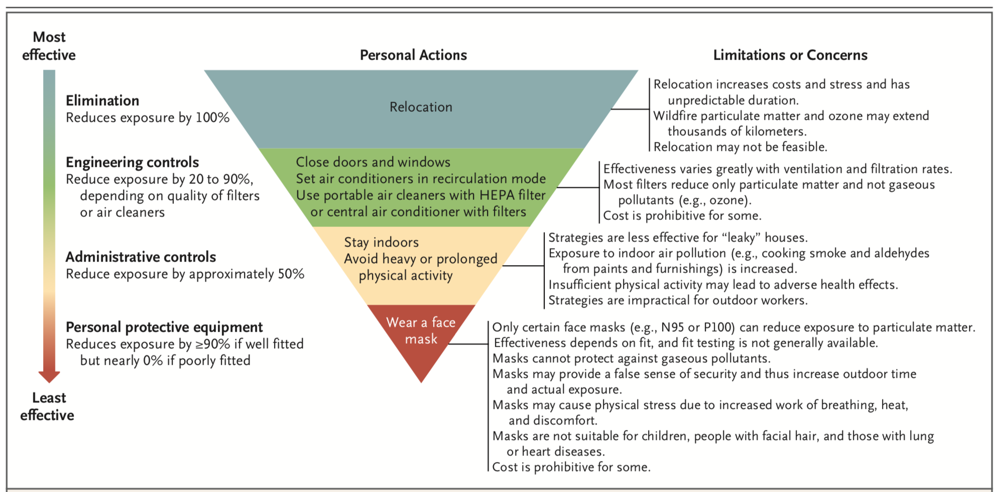 Most
effective
Personal Actions
Limitations or Concerns
Elimination
Reduces exposure by 100%
Relocation
Relocation increases costs and stress and has
unpredictable duration.
Wildfire particulate matter and ozone may extend
thousands of kilometers.
Relocation may not be feasible.
Engineering controls
Reduce exposure by 20 to 90%,
depending on quality of filters
or air cleaners
Close doors and windows
Set air conditioners in recirculation mode
Use portable air cleaners with HEPA filter
or central air conditioner with filters
Effectiveness varies greatly with ventilation and filtration rates.
Most filters reduce only particulate matter and not gaseous
pollutants (e.g., ozone).
Cost is prohibitive for some.
Administrative controls
Reduce exposure by approximately 50%
Stay indoors
Avoid heavy or prolonged
physical activity
Strategies are less effective for “leaky” houses.
Exposure to indoor air pollution (e.g., cooking smoke and aldehydes
from paints and furnishings) is increased.
Insufficient physical activity may lead to adverse health effects.
Strategies are impractical for outdoor workers.
Personal protective equipment
Reduces exposure by ≥90% if well fitted
but nearly 0% if poorly fitted
Wear a face
mask
Only certain face masks (e.g., N95 or P100) can reduce exposure to particulate matter.
Effectiveness depends on fit, and fit testing is not generally available.
Masks cannot protect against gaseous pollutants.
Masks may provide a false sense of security and thus increase outdoor time
and actual exposure.
Masks may cause physical stress due to increased work of breathing, heat,
and discomfort.
Masks are not suitable for children, people with facial hair, and those with lung
or heart diseases.
Cost is prohibitive for some.
Least
effective